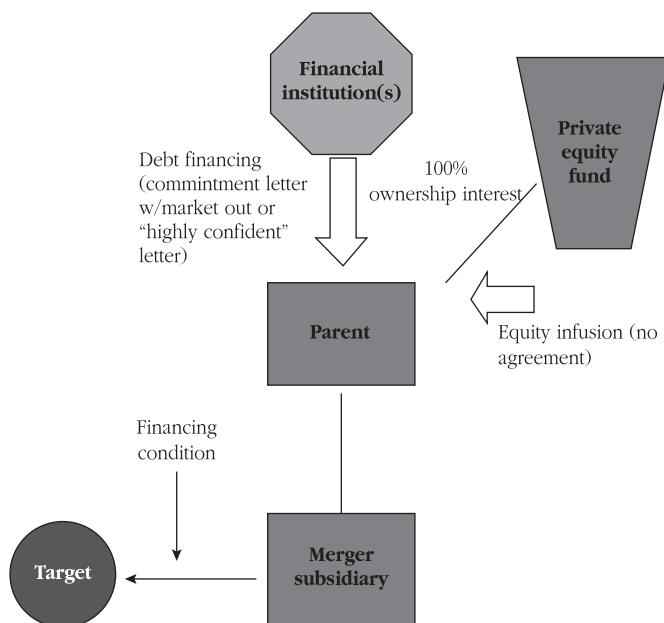 Financial
institution(s)
Private
equity
fund
Debt financing
(commintment letter
w/market out or
“highly confident”
letter)
100%
ownership interest
Parent
Equity infusion (no
agreement)
Financing
condition
Target
Merger
subsidiary